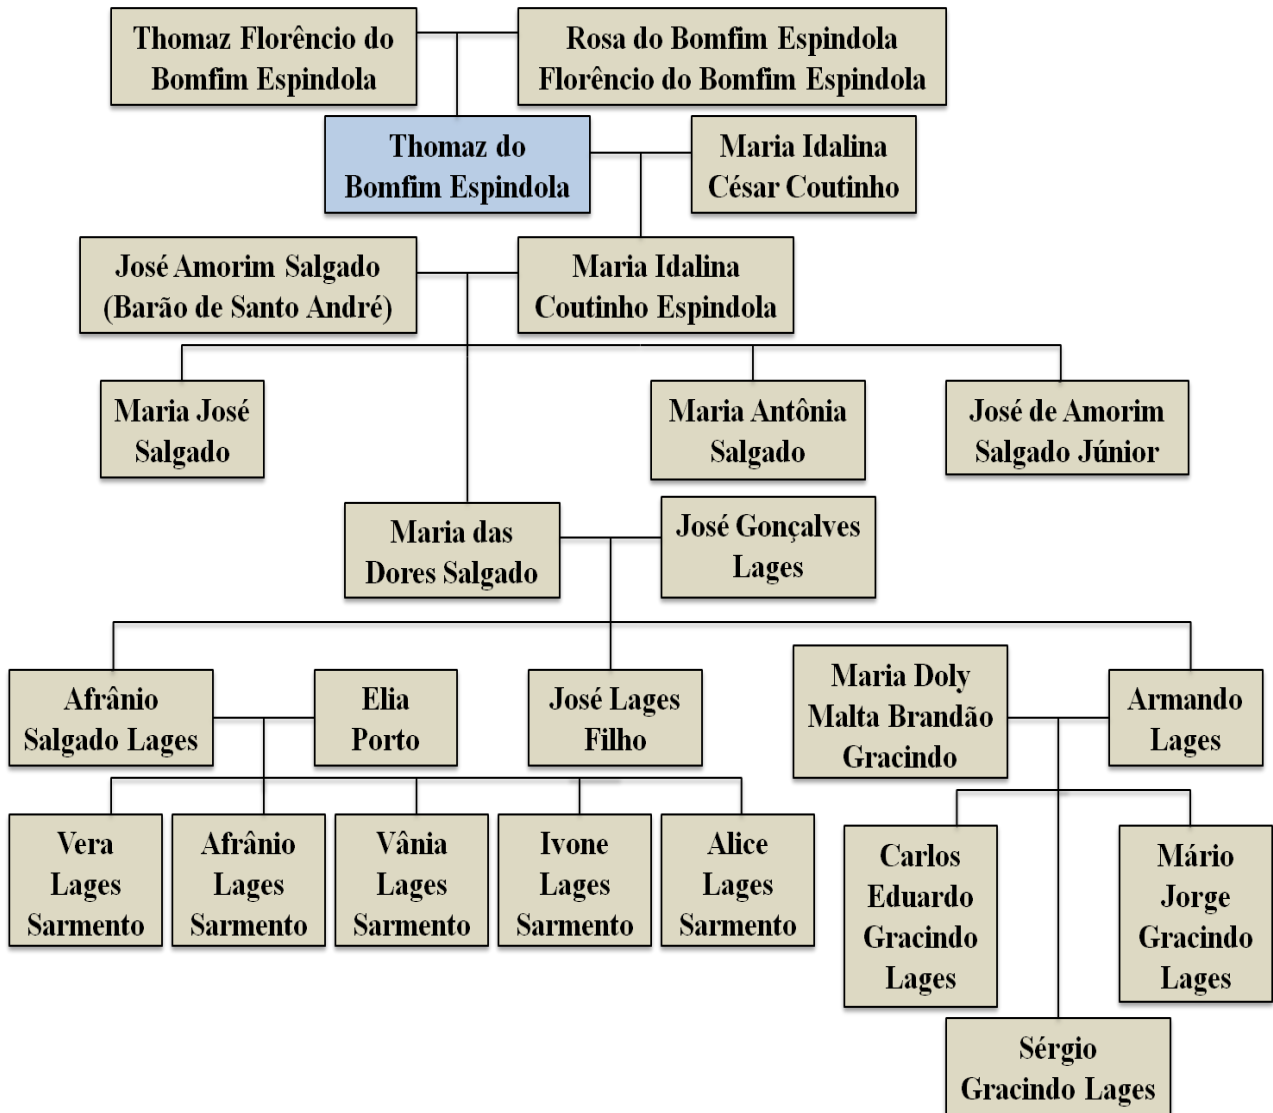 Thomaz Florêncio do
Bomfim Espindola
Rosa do Bomfim Espindola
Florêncio do Bomfim Espindola
Thomaz do
Bomfim Espindola
Maria Idalina
César Coutinho
José Amorim Salgado
(Barão de Santo André)
Maria Idalina
Coutinho Espindola
Maria José
Salgado
Maria Antônia
Salgado
José de Amorim
Salgado Júnior
Maria das
Dores Salgado
José Gonçalves
Lages
Afrânio
Salgado Lages
Elia
Porto
José Lages
Filho
Maria Doly
Malta Brandão
Gracindo
Armando
Lages
Vera
Lages
Sarmento
Afrânio
Lages
Sarmento
Vânia
Lages
Sarmento
Ivone
Lages
Sarmento
Alice
Lages
Sarmento
Carlos
Eduardo
Gracindo
Lages
Mário
Jorge
Gracindo
Lages
Sérgio
Gracindo Lages